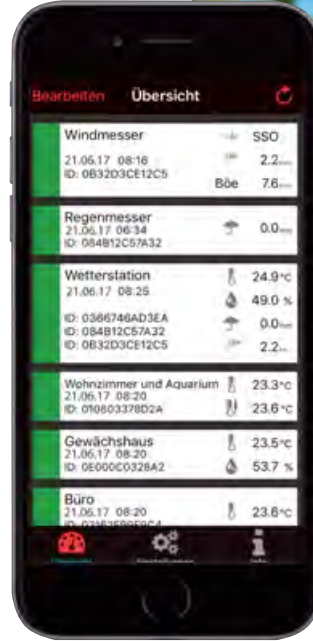 Bearbeiten Übersicht
Windmesser SSO
21.06.17 08:16 2.2
ID: 0B32D3CE12C5
Böe 7.6
Regenmesser
21.06.17 06:34 0.0
ID: 084B12C57A32
Wetterstation 24.9°C
21.06.17 08:25
49.0 %
ID: 0366746AD3EA
ID: 084B12C57A32 0.0
ID: 0B32D3CE12C5 2.2
Wohnzimmer und Aquarium 23.3°C
21.06.17 08:20
ID: 010803378D2A 23.6°C
Gewächshaus 23.5°C
21.06.17 08:20
ID: 0E000C0328A2 53.7 %
Büro
21.06.17 08:20 23.6°C